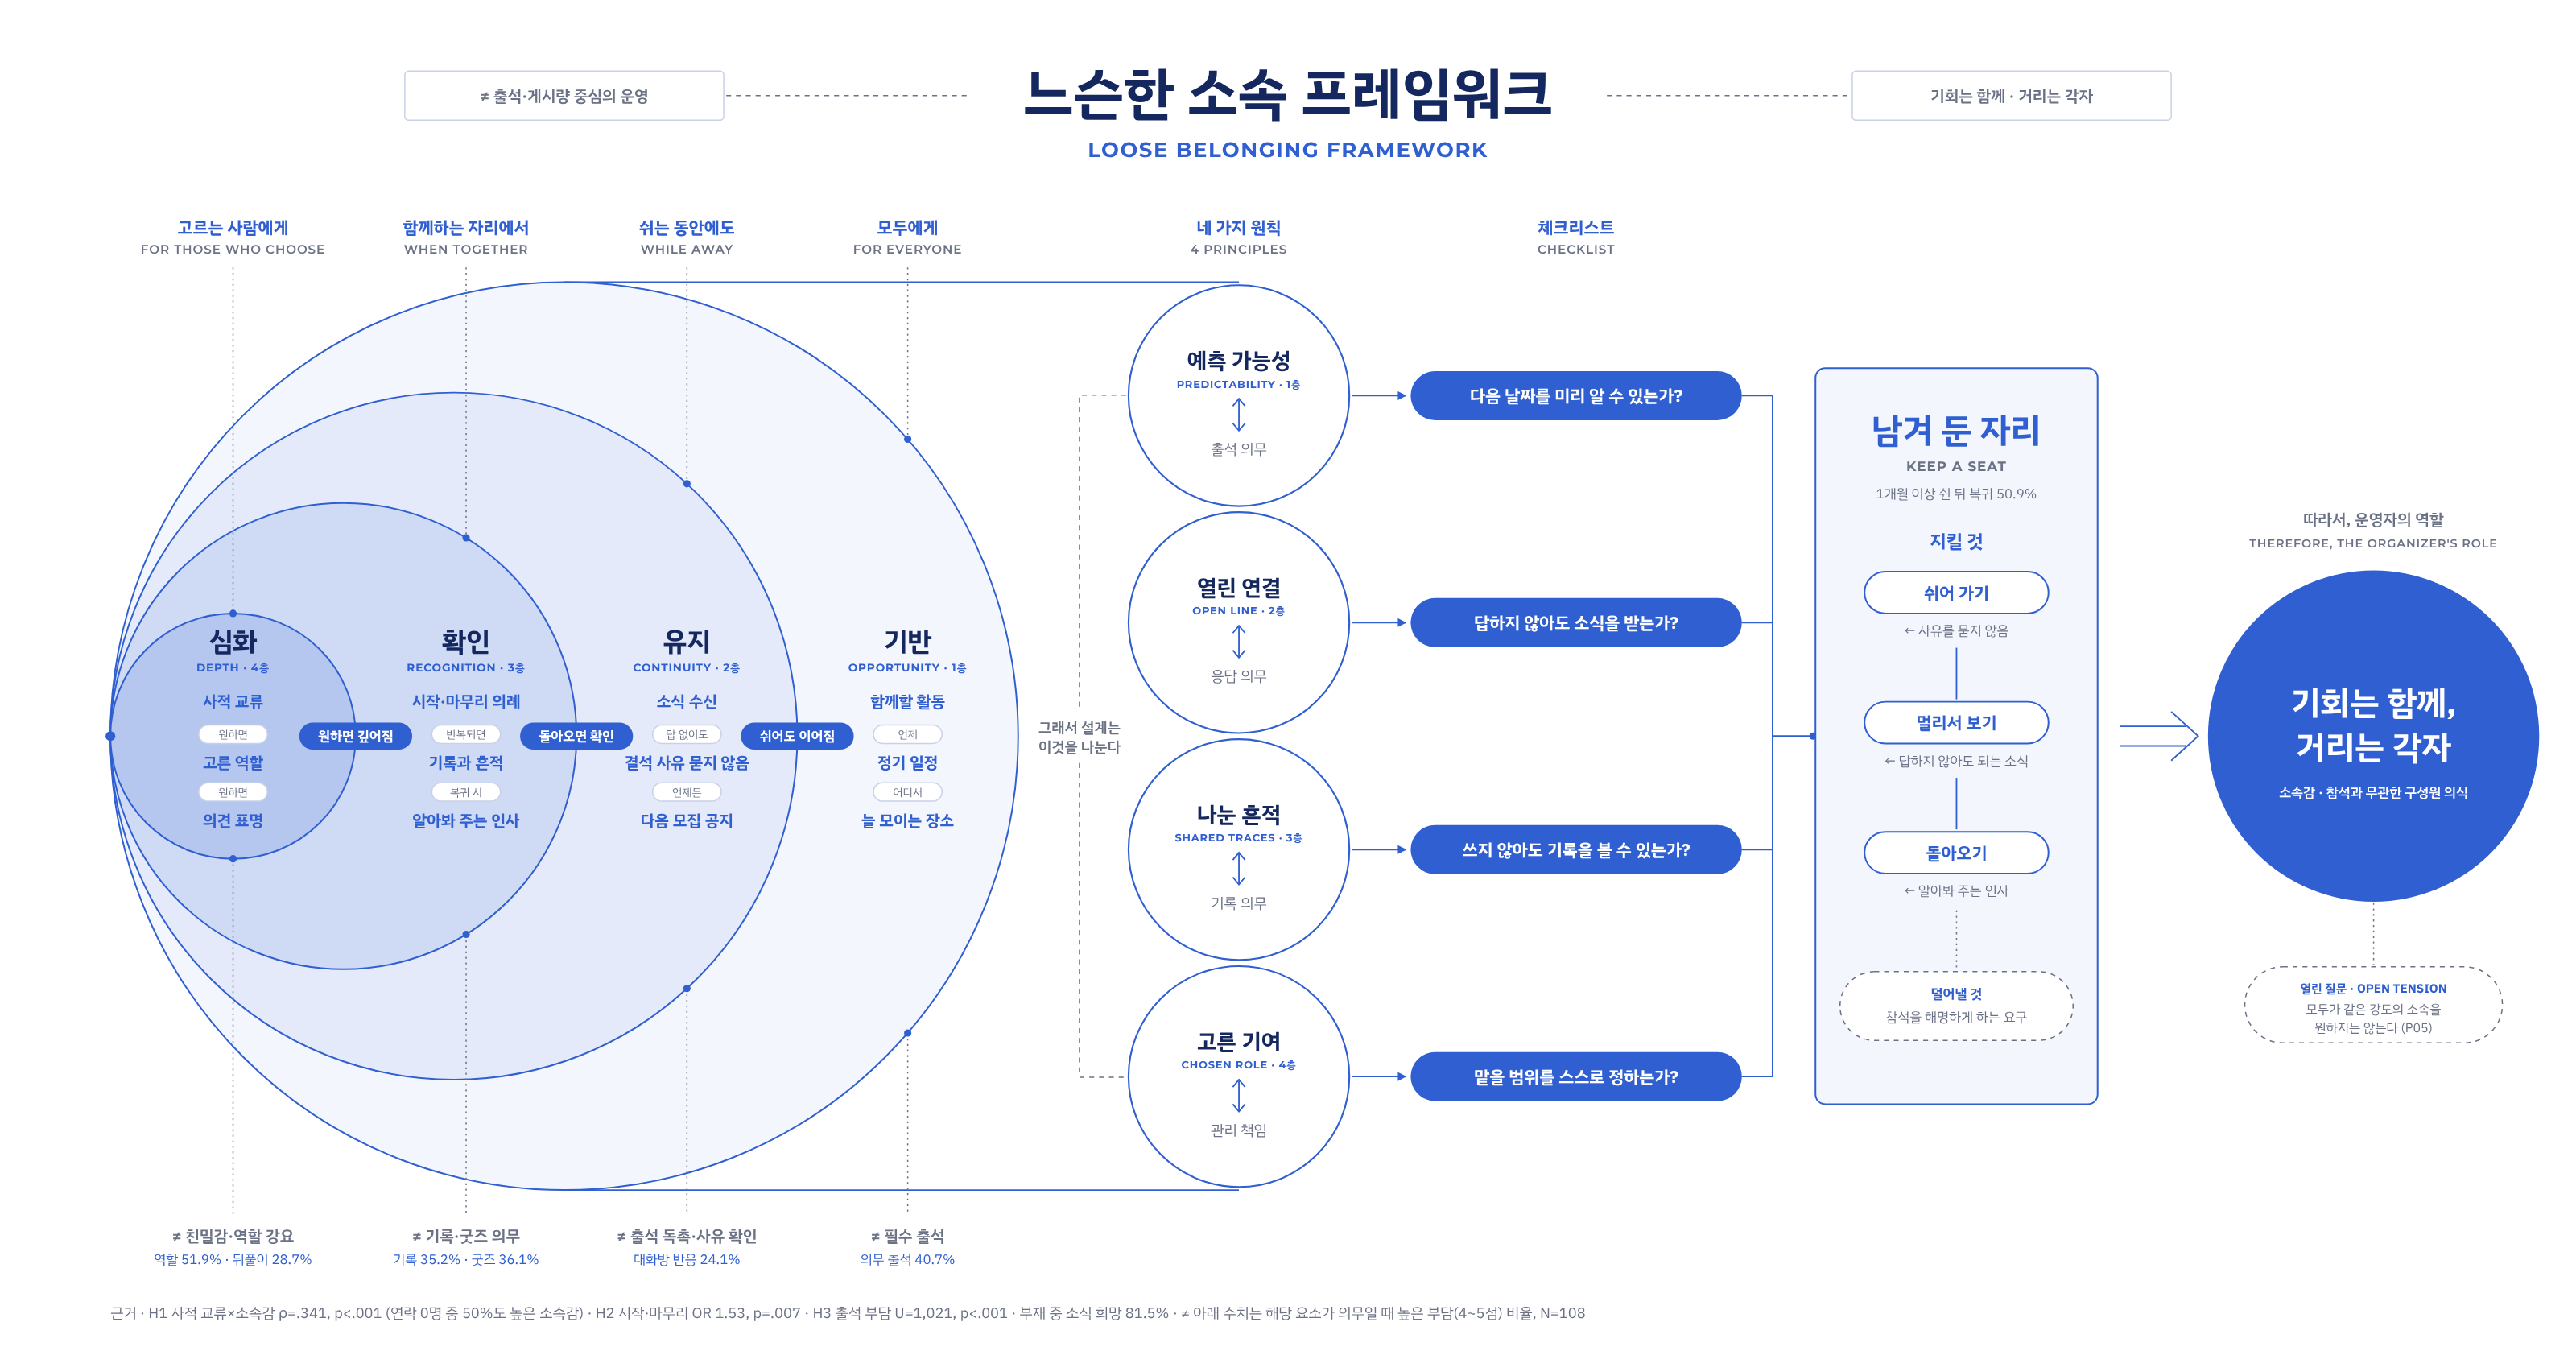 ≠ 출석·게시량 중심의 운영
느슨한 소속 프레임워크
LOOSE BELONGING FRAMEWORK
기회는 함께 · 거리는 각자
고르는 사람에게
FOR THOSE WHO CHOOSE
함께하는 자리에서
WHEN TOGETHER
쉬는 동안에도
WHILE AWAY
모두에게
FOR EVERYONE
네 가지 원칙
4 PRINCIPLES
체크리스트
CHECKLIST
심화
DEPTH · 4층
사적 교류
원하면
고른 역할
원하면
의견 표명
원하면 깊어짐
확인
RECOGNITION · 3층
시작·마무리 의례
반복되면
기록과 흔적
복귀 시
알아봐 주는 인사
돌아오면 확인
유지
CONTINUITY · 2층
소식 수신
답 없이도
결석 사유 묻지 않음
언제든
다음 모집 공지
쉬어도 이어짐
기반
OPPORTUNITY · 1층
함께할 활동
언제
정기 일정
어디서
늘 모이는 장소
그래서 설계는
이것을 나눈다
예측 가능성
PREDICTABILITY · 1층
출석 의무
다음 날짜를 미리 알 수 있는가?
열린 연결
OPEN LINE · 2층
응답 의무
답하지 않아도 소식을 받는가?
나눈 흔적
SHARED TRACES · 3층
기록 의무
쓰지 않아도 기록을 볼 수 있는가?
고른 기여
CHOSEN ROLE · 4층
관리 책임
맡을 범위를 스스로 정하는가?
남겨 둔 자리
KEEP A SEAT
1개월 이상 쉰 뒤 복귀 50.9%
지킬 것
쉬어 가기
← 사유를 묻지 않음
멀리서 보기
← 답하지 않아도 되는 소식
돌아오기
← 알아봐 주는 인사
덜어낼 것
참석을 해명하게 하는 요구
따라서, 운영자의 역할
THEREFORE, THE ORGANIZER'S ROLE
기회는 함께,
거리는 각자
소속감 · 참석과 무관한 구성원 의식
열린 질문 · OPEN TENSION
모두가 같은 강도의 소속을
원하지는 않는다 (P05)
≠ 친밀감·역할 강요
역할 51.9% · 뒤풀이 28.7%
≠ 기록·굿즈 의무
기록 35.2% · 굿즈 36.1%
≠ 출석 독촉·사유 확인
대화방 반응 24.1%
≠ 필수 출석
의무 출석 40.7%
근거 · H1 사적 교류×소속감 ρ=.341, p<.001 (연락 0명 중 50%도 높은 소속감) · H2 시작·마무리 OR 1.53, p=.007 · H3 출석 부담 U=1,021, p<.001 · 부재 중 소식 희망 81.5% · ≠ 아래 수치는 해당 요소가 의무일 때 높은 부담(4~5점) 비율, N=108